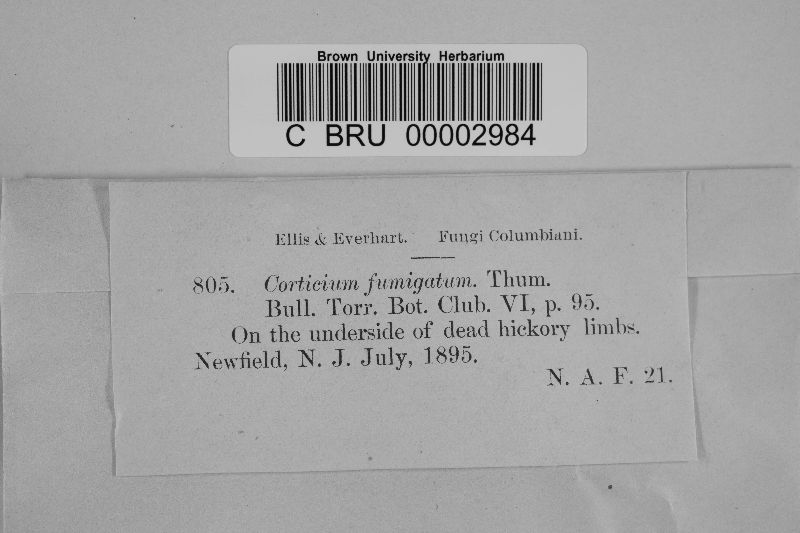 Brown University Herbarium
C BRU 00002984
Ellis & Everhart. Fungi Columbiani.
805. Corticium fumigatum. Thum.
Bull. Torr. Bot. Club. VI, p. 95.
On the underside of dead hickory limbs.
Newfield, N. J. July, 1895.
N. A. F. 21.